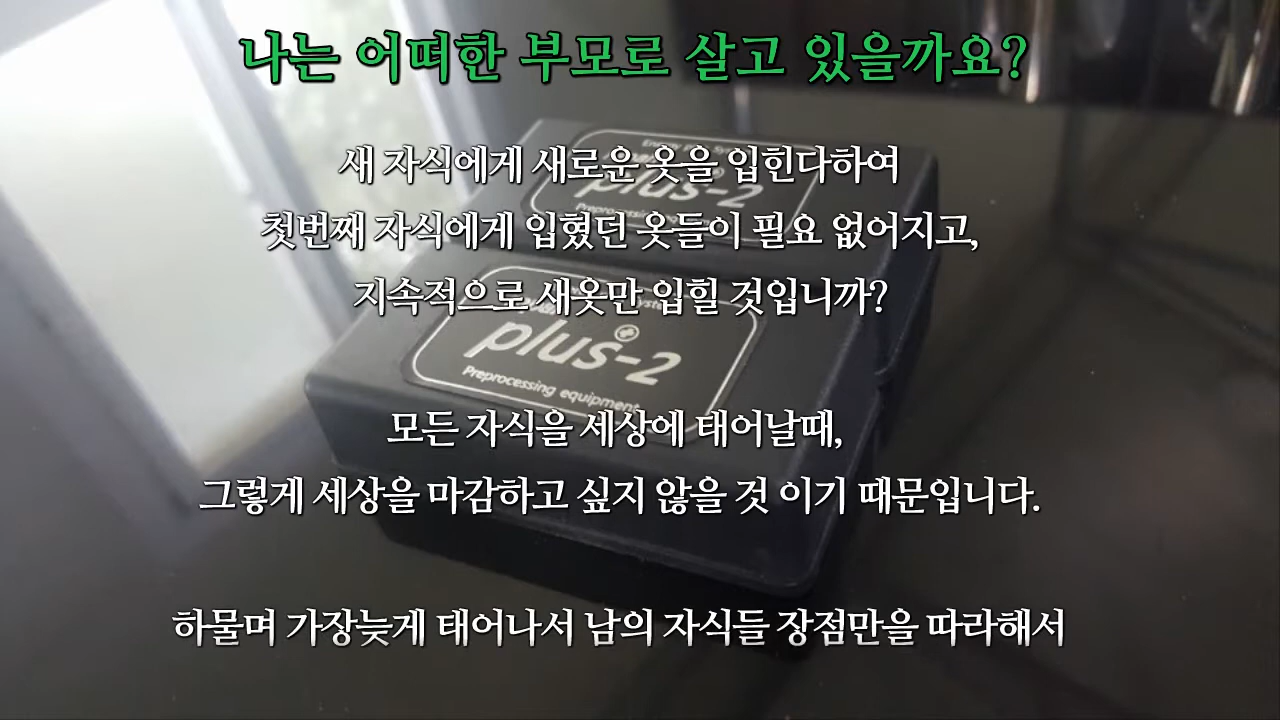 나는 어떠한 부모로 살고 있을까요?
새 자식에게 새로운 옷을 입힌다하여
첫번째 자식에게 입혔던 옷들이 필요 없어지고,
지속적으로 새옷만 입힐 것입니까?
plus-2
plus-2
Preprocessing equipment
모든 자식을 세상에 태어날때,
그렇게 세상을 마감하고 싶지 않을 것 이기 때문입니다.
하물며 가장늦게 태어나서 남의 자식들 장점만을 따라해서